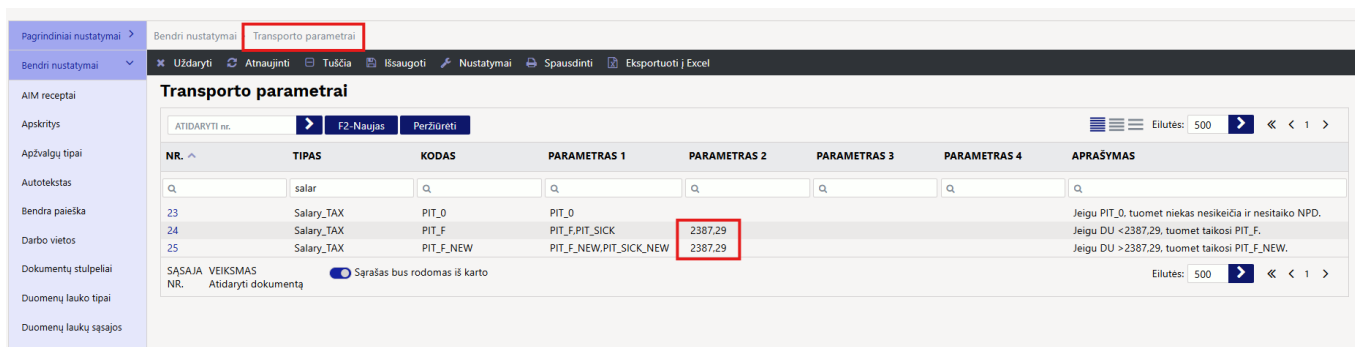 Pagrindiniai nustatymai
Bendri nustatymai Transporto parametrai
Bendri nustatymai
Uždaryti Atnaujinti Tuščia Išsaugoti Nustatymai Spausdinti Eksportuoti į Excel
AIM receptai
Transporto parametrai
Apskritys
ATIDARYTI nr. F2-Naujas Peržiūrėti Eilutės: 500 1
Apžvalgų tipai
NR. TIPAS KODAS PARAMETRAS 1 PARAMETRAS 2 PARAMETRAS 3 PARAMETRAS 4 APRAŠYMAS
Autotekstas
salar
Bendra paieška
23 Salary_TAX PIT_0 PIT_0 Jeigu PIT_0, tuomet niekas nesikeičia ir nesitaiko NPD.
24 Salary_TAX PIT_F PIT_F,PIT_SICK 2387,29 Jeigu DU <2387,29, tuomet taikosi PIT_F.
Darbo vietos
25 Salary_TAX PIT_F_NEW PIT_F_NEW,PIT_SICK_NEW 2387,29 Jeigu DU >2387,29, tuomet taikosi PIT_F_NEW.
Dokumentų stulpeliai
SĄSAJA VEIKSMAS Sąrašas bus rodomas iš karto Eilutės: 500 1
NR. Atidaryti dokumentą
Duomenų lauko tipai
Duomenų laukų sąsajos